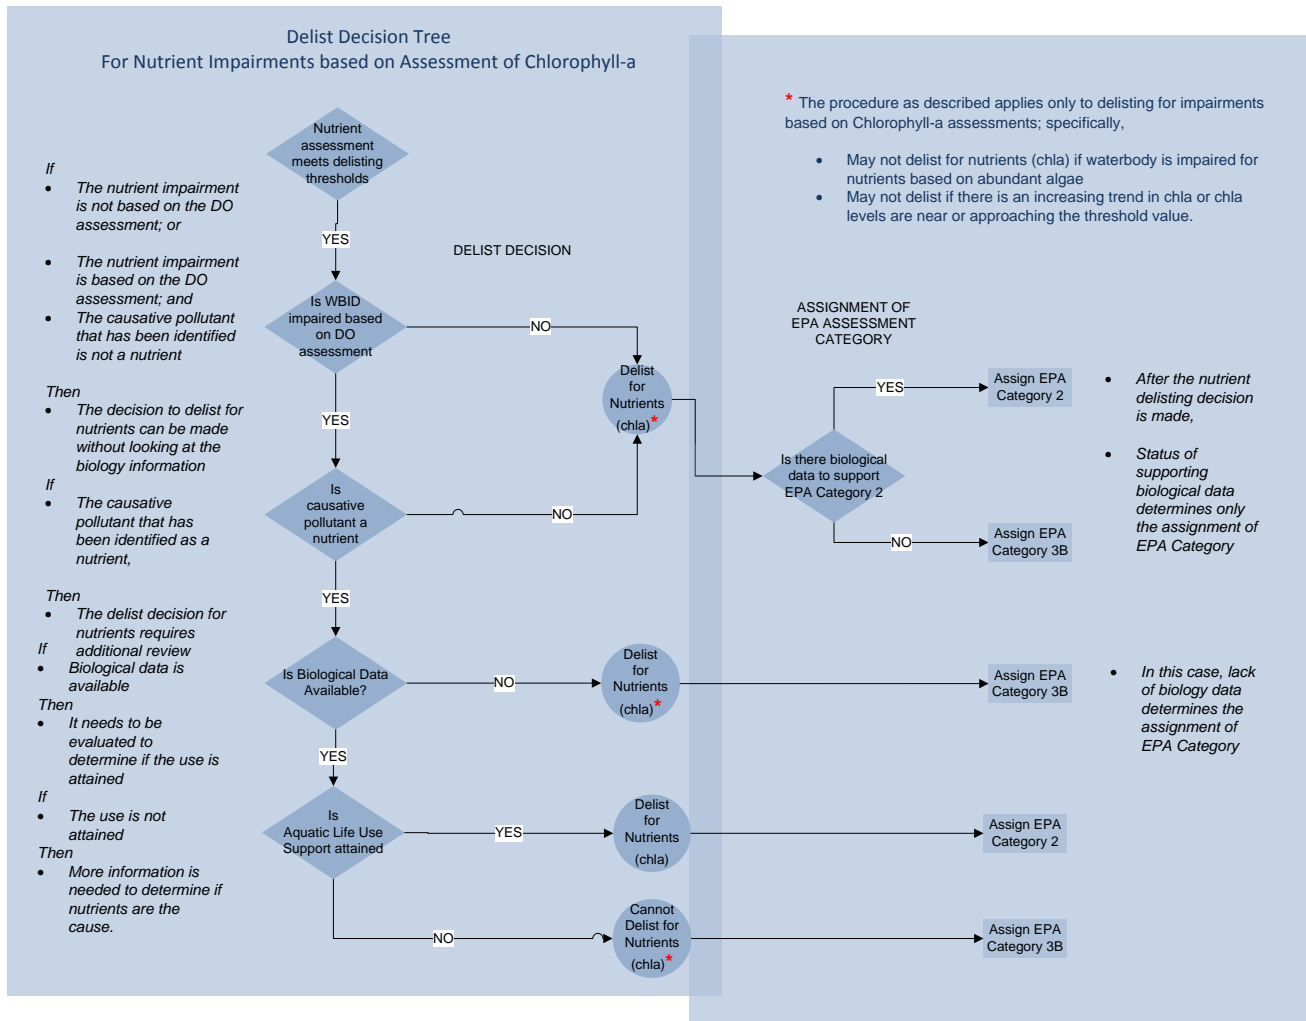 Delist Decision Tree
For Nutrient Impairments based on Assessment of Chlorophyll-a
* The procedure as described applies only to delisting for impairments
based on Chlorophyll-a assessments; specifically,
• May not delist for nutrients (chla) if waterbody is impaired for
nutrients based on abundant algae
• May not delist if there is an increasing trend in chla or chla
levels are near or approaching the threshold value.
If
• The nutrient impairment
is not based on the DO
assessment; or
• The nutrient impairment
is based on the DO
assessment; and
• The causative pollutant
that has been identified
is not a nutrient
Then
• The decision to delist for
nutrients can be made
without looking at the
biology information
If
• The causative
pollutant that has
been identified as a
nutrient,
Then
• The delist decision for
nutrients requires
additional review
If
• Biological data is
available
Then
• It needs to be
evaluated to
determine if the use is
attained
If
• The use is not
attained
Then
• More information is
needed to determine if
nutrients are the
cause.
Nutrient
assessment
meets delisting
thresholds
YES
DELIST DECISION
Is WBID
impaired based
on DO
assessment
NO
YES
Delist
for
Nutrients
(chla)*
Is
causative
pollutant a
nutrient
NO
YES
Is Biological Data
Available?
NO
Delist
for
Nutrients
(chla)*
YES
Is
Aquatic Life Use
Support attained
YES
Delist
for
Nutrients
(chla)
NO
Cannot
Delist for
Nutrients
(chla)*
ASSIGNMENT OF
EPA ASSESSMENT
CATEGORY
Is there biological
data to support
EPA Category 2
YES
Assign EPA
Category 2
NO
Assign EPA
Category 3B
Assign EPA
Category 3B
Assign EPA
Category 2
Assign EPA
Category 3B
• After the nutrient
delisting decision
is made,
• Status of
supporting
biological data
determines only
the assignment of
EPA Category
• In this case, lack
of biology data
determines the
assignment of
EPA Category